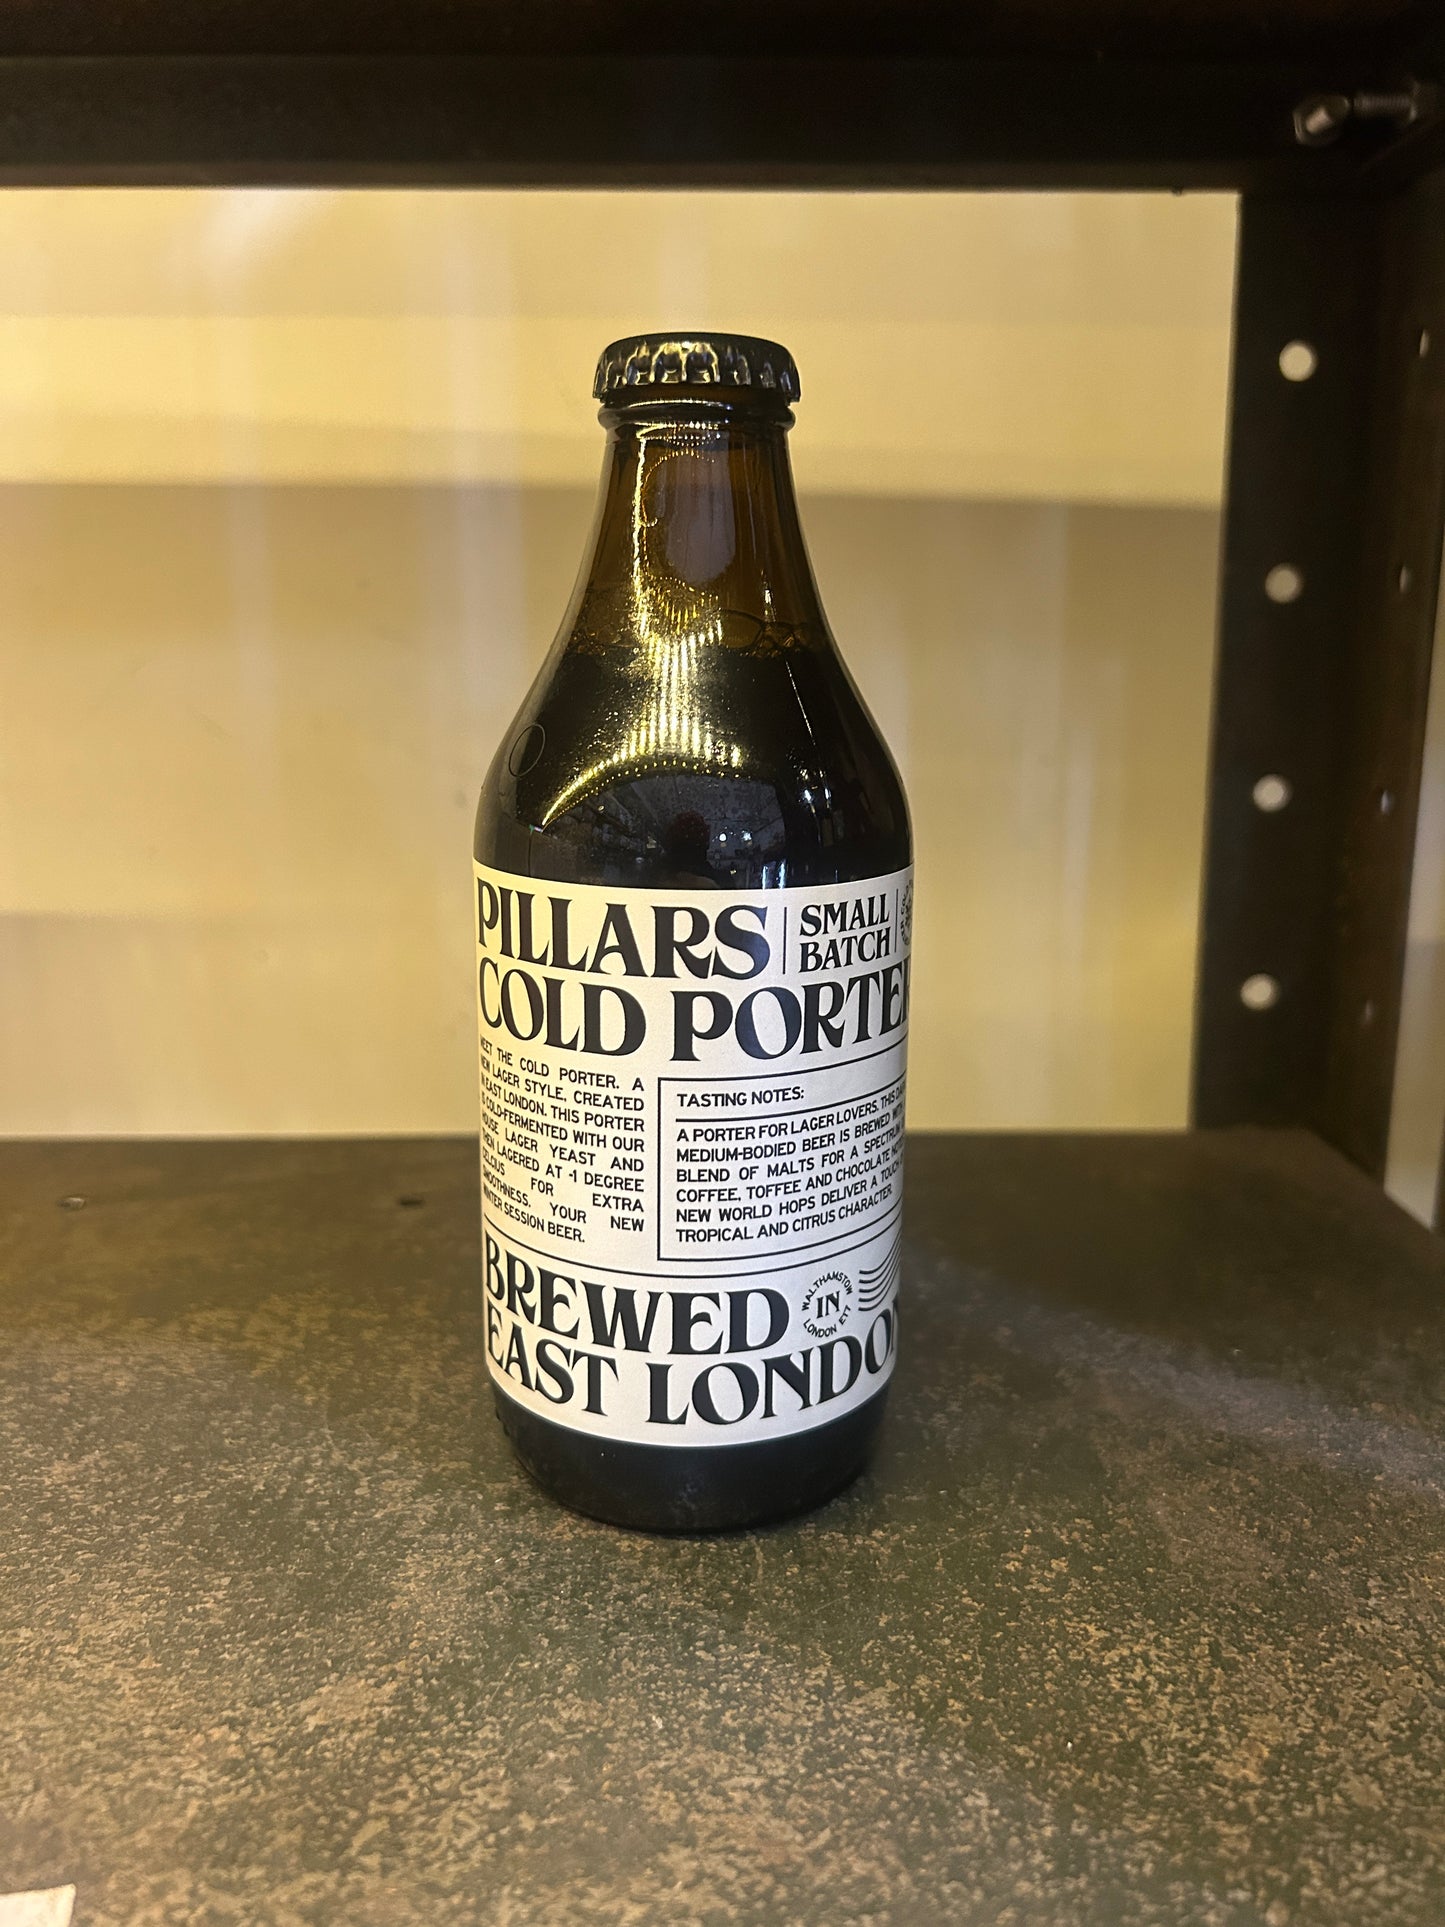 PILLARS
SMALL
BATCH
COLD PORTER
MEET THE COLD PORTER. A
NEW LAGER STYLE, CREATED
IN EAST LONDON. THIS PORTER
IS COLD-FERMENTED WITH OUR
HOUSE LAGER YEAST AND
THEN LAGERED AT -1 DEGREE
CELCIUS FOR EXTRA
SMOOTHNESS. YOUR NEW
WINTER SESSION BEER.
TASTING NOTES:
A PORTER FOR LAGER LOVERS. THIS
MEDIUM-BODIED BEER IS BREWED WITH
BLEND OF MALTS FOR A SPECTRUM
COFFEE, TOFFEE AND CHOCOLATE
NEW WORLD HOPS DELIVER A TOUCH
TROPICAL AND CITRUS CHARACTER.
BREWED
WALTHAMSTOW
IN
LONDON E17
EAST LONDON